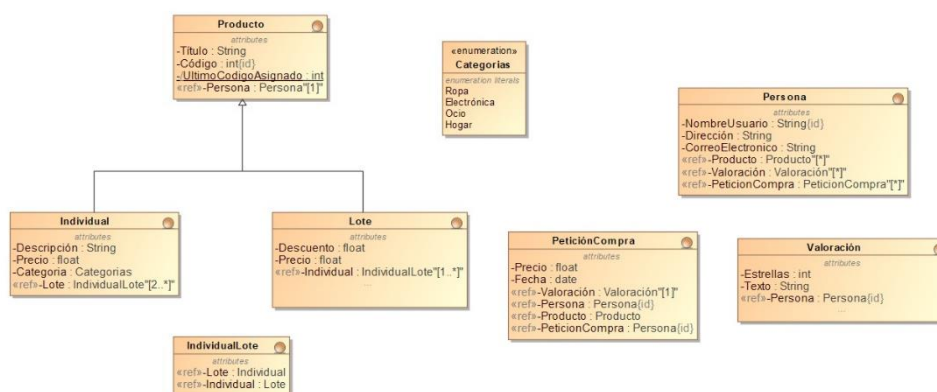 Producto
attributes
-Título : String
-Código : int{id}
-/UltimoCodigoAsignado : int
«ref»-Persona : Persona"[1]"
«enumeration»
Categorias
enumeration literals
Ropa
Electrónica
Ocio
Hogar
Persona
attributes
-NombreUsuario : String{id}
-Dirección : String
-CorreoElectronico : String
«ref»-Producto : Producto"[*]"
«ref»-Valoración : Valoración"[*]"
«ref»-PeticionCompra : PeticionCompra"[*]"
Individual
attributes
-Descripción : String
-Precio : float
-Categoria : Categorias
«ref»-Lote : IndividualLote"[2..*]"
Lote
attributes
-Descuento : float
-Precio : float
«ref»-Individual : IndividualLote"[1..*]"
...
PeticiónCompra
attributes
-Precio : float
-Fecha : date
«ref»-Valoración : Valoración"[1]"
«ref»-Persona : Persona{id}
«ref»-Producto : Producto
«ref»-PeticionCompra : Persona{id}
Valoración
attributes
-Estrellas : int
-Texto : String
«ref»-Persona : Persona{id}
...
IndividualLote
attributes
«ref»-Lote : Individual
«ref»-Individual : Lote